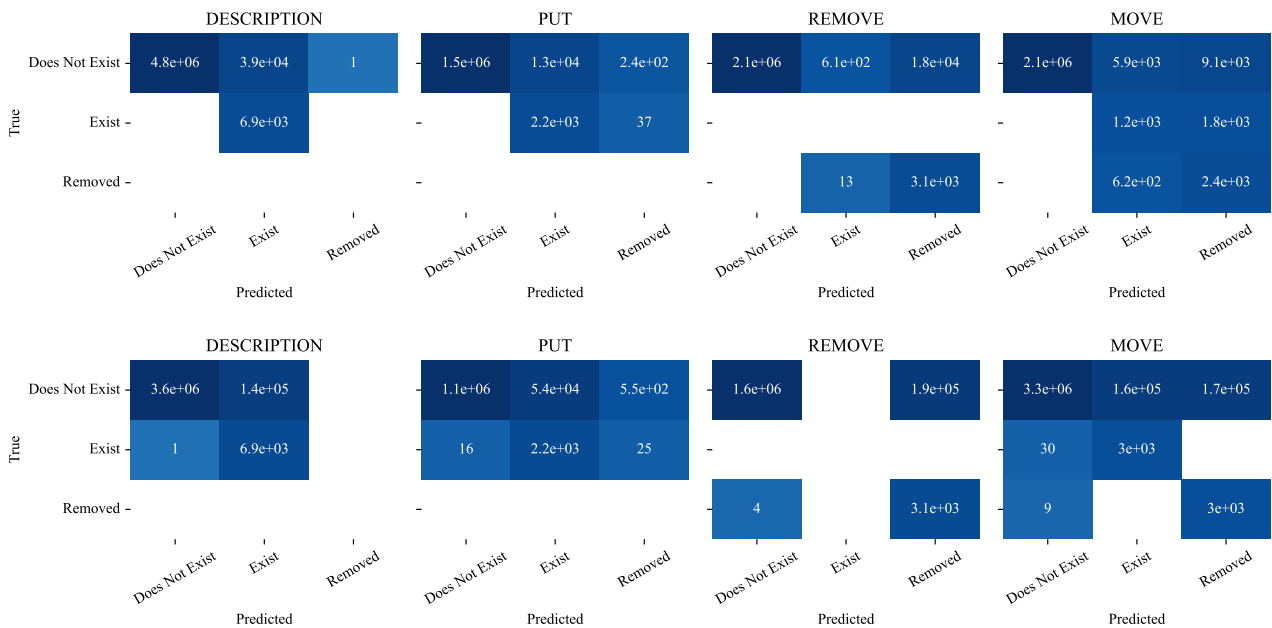 DESCRIPTION PUT REMOVE MOVE
Does Not Exist 4.8e+06 3.9e+04 1 1.5e+06 1.3e+04 2.4e+02 2.1e+06 6.1e+02 1.8e+04 2.1e+06 5.9e+03 9.1e+03
True
Exist 6.9e+03 2.2e+03 37 1.2e+03 1.8e+03
Removed 13 3.1e+03 6.2e+02 2.4e+03
Does Not Exist Exist Removed Does Not Exist Exist Removed Does Not Exist Exist Removed Does Not Exist Exist Removed
Predicted Predicted Predicted Predicted
DESCRIPTION PUT REMOVE MOVE
Does Not Exist 3.6e+06 1.4e+05 1.1e+06 5.4e+04 5.5e+02 1.6e+06 1.9e+05 3.3e+06 1.6e+05 1.7e+05
True
Exist 1 6.9e+03 16 2.2e+03 25 30 3e+03
Removed 4 3.1e+03 9 3e+03
Does Not Exist Exist Removed Does Not Exist Exist Removed Does Not Exist Exist Removed Does Not Exist Exist Removed
Predicted Predicted Predicted Predicted